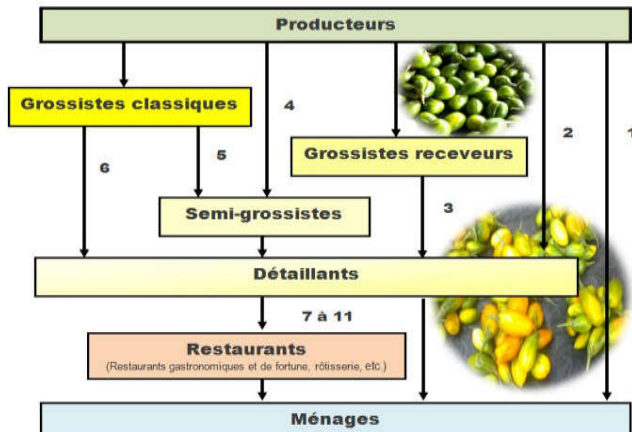 Producteurs
Grossistes classiques
4
2
1
6
5
Grossistes receveurs
Semi-grossistes
3
Détaillants
7 à 11
Restaurants
(Restaurants gastronomiques et de fortune, rôtisserie, etc.)
Ménages